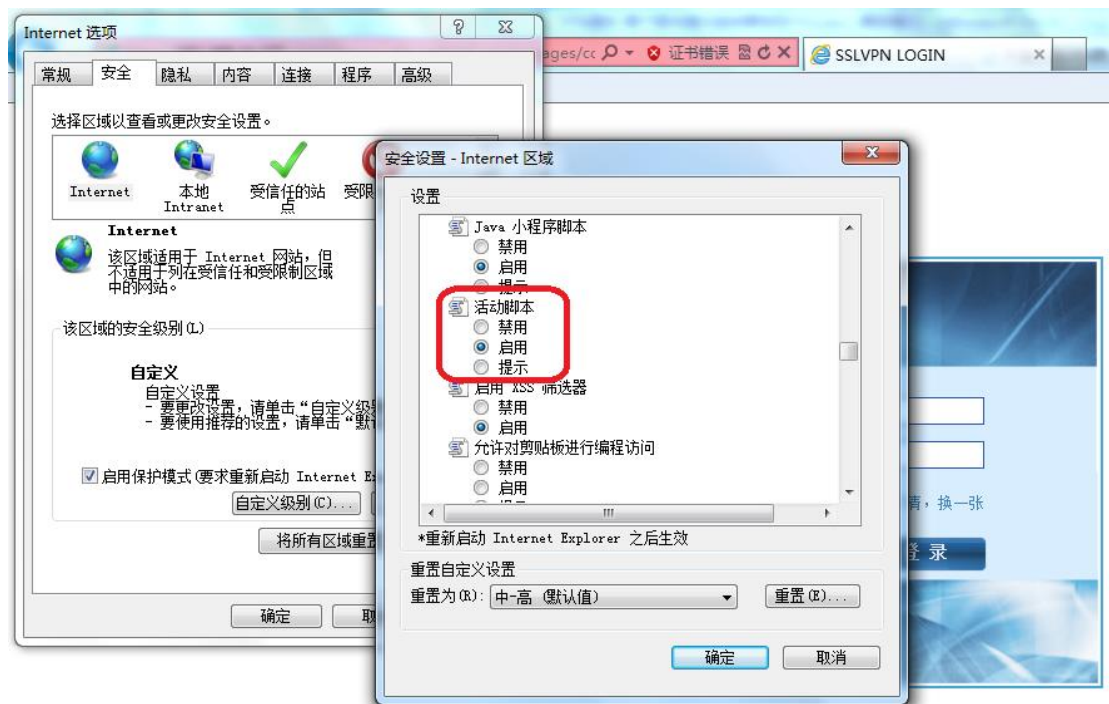 Internet 选项
ages/cc
证书错误
SSLVPN LOGIN
常规 安全 隐私 内容 连接 程序 高级
选择区域以查看或更改安全设置。
Internet
本地
Intranet
受信任的站
点
受限
Internet
该区域适用于 Internet 网站，但
不适用于列在受信任和受限制区域
中的网站。
该区域的安全级别(L)
自定义
自定义设置
- 要更改设置，请单击“自定义级
- 要使用推荐的设置，请单击“默
启用保护模式(要求重新启动 Internet E
自定义级别(C)...
将所有区域重置
确定
取
安全设置 - Internet 区域
设置
Java 小程序脚本
禁用
启用
提示
活动脚本
禁用
启用
提示
启用 XSS 筛选器
禁用
启用
允许对剪贴板进行编程访问
禁用
启用
*重新启动 Internet Explorer 之后生效
重置自定义设置
重置为(R): 中-高 (默认值) 重置(E)...
确定 取消
，换一张
录